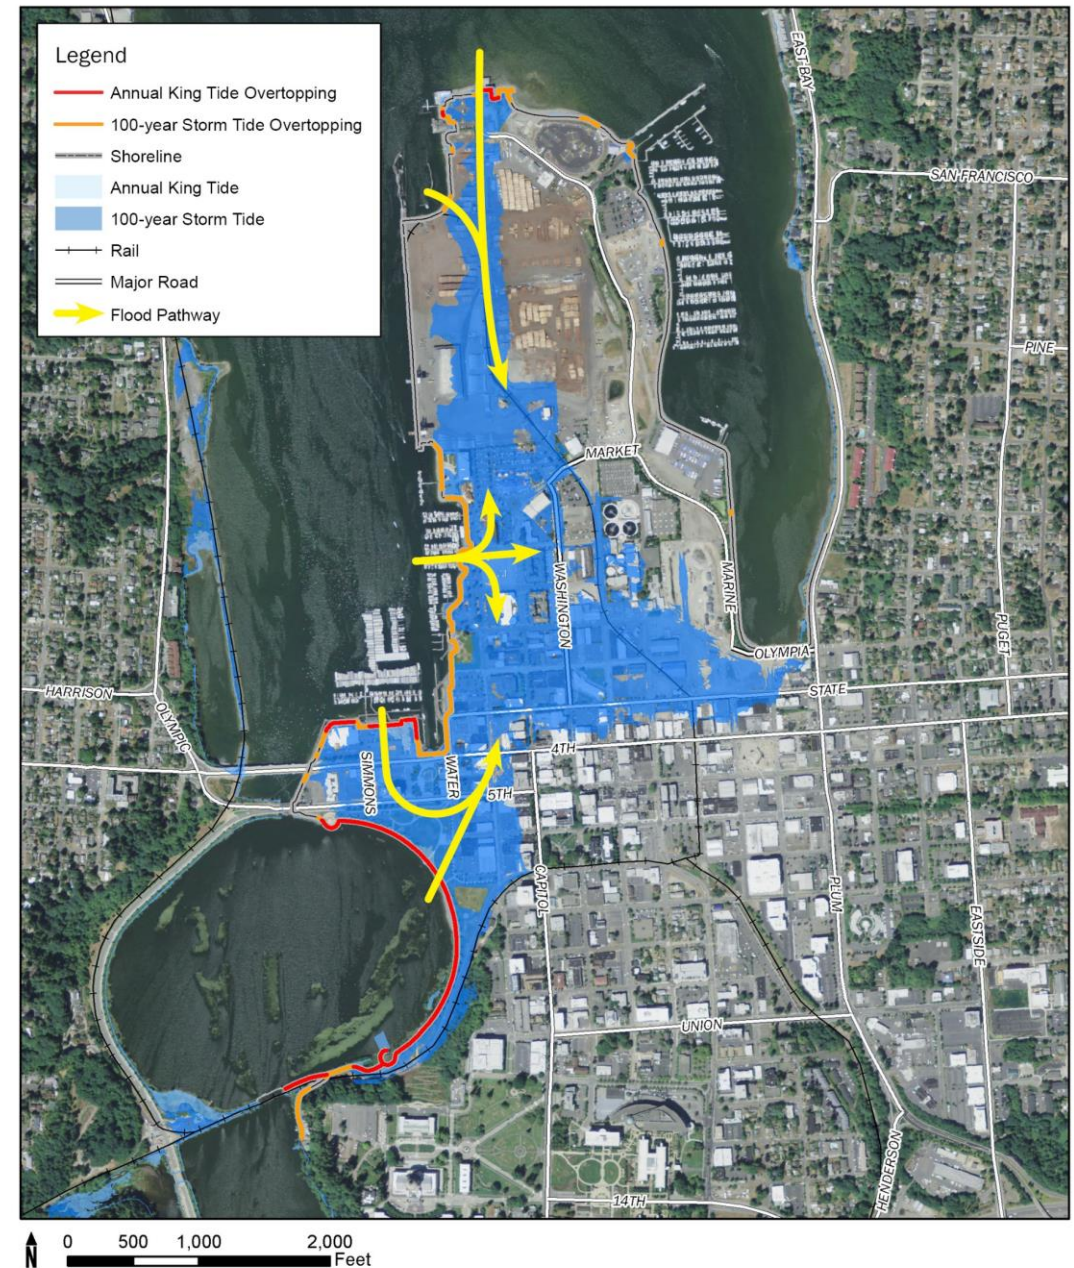 Legend
Annual King Tide Overtopping
100-year Storm Tide Overtopping
Shoreline
Annual King Tide
100-year Storm Tide
Rail
Major Road
Flood Pathway
EAST BAY
SAN FRANCISCO
PINE
MARKET
WASHINGTON
MARINE
PUGET
OLYMPIA
HARRISON
STATE
OLYMPIC
4TH
SIMMONS
WATER
5TH
CAPITOL
PLUM
EASTSIDE
UNION
HENDERSON
14TH
N
0 500 1,000 2,000
Feet